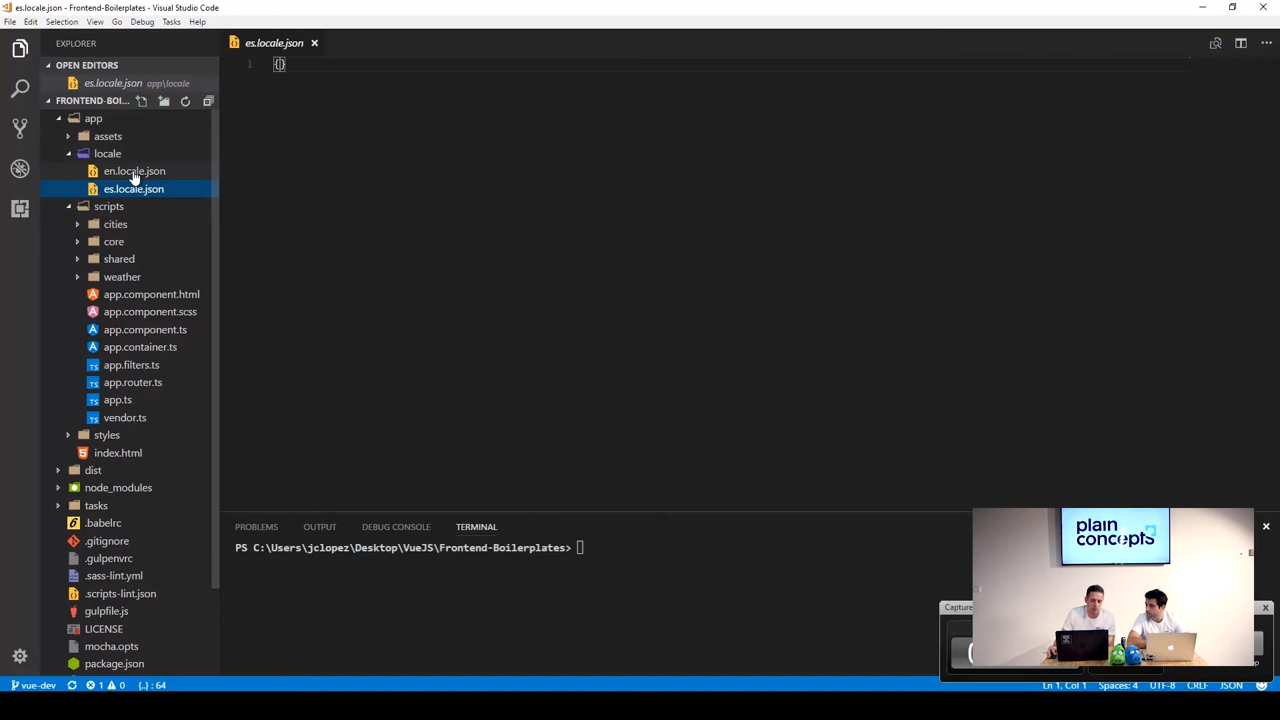 es.locale.json - Frontend-Boilerplates - Visual Studio Code
File Edit Selection View Go Debug Tasks Help
EXPLORER
OPEN EDITORS
es.locale.json app\locale
FRONTEND-BOI...
app
assets
locale
en.locale.json
es.locale.json
scripts
cities
core
shared
weather
app.component.html
app.component.scss
app.component.ts
app.container.ts
app.filters.ts
app.router.ts
app.ts
vendor.ts
styles
index.html
dist
node_modules
tasks
.babelrc
.gitignore
.gulpenvrc
.sass-lint.yml
.scripts-lint.json
gulpfile.js
LICENSE
mocha.opts
package.json
es.locale.json
1 {}
PROBLEMS OUTPUT DEBUG CONSOLE TERMINAL
PS C:\Users\jclopez\Desktop\VueJS\Frontend-Boilerplates>
plain
concepts
Captur
vue-dev 1 0 {..} : 64 Ln 1, Col 1 Spaces: 4 UTF-8 CRLF JSON